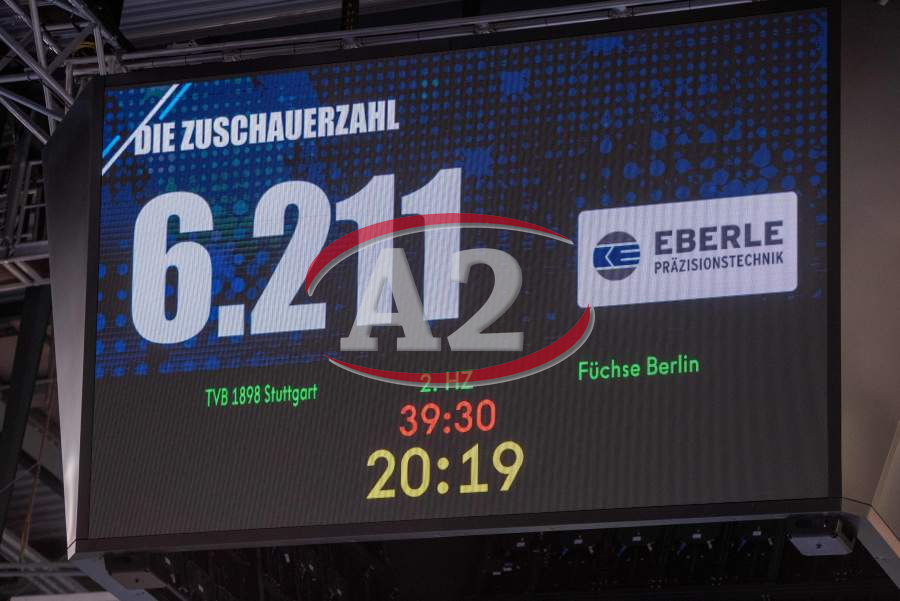 DIE ZUSCHAUERZAHL
6.211
EBERLE
PRÄZISIONSTECHNIK
A2
TVB 1898 Stuttgart
2. HZ
Füchse Berlin
39:30
20:19